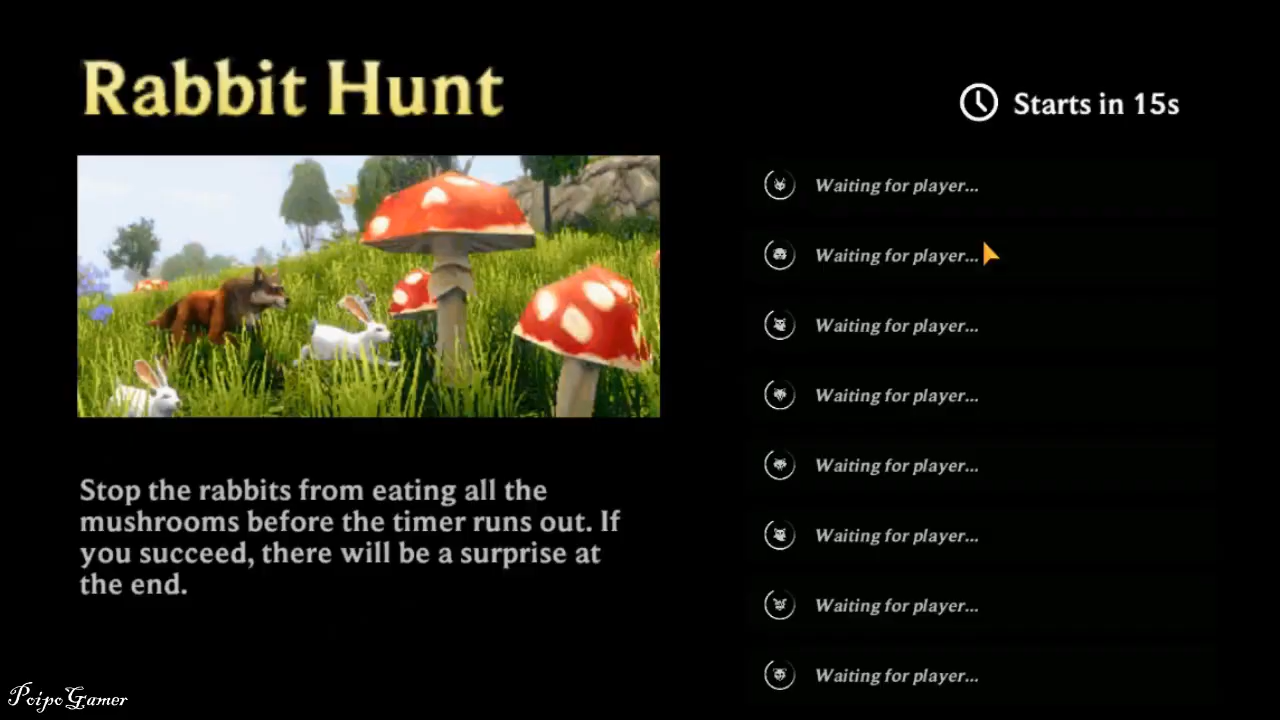 Rabbit Hunt
Starts in 15s
Waiting for player...
Waiting for player...
Waiting for player...
Waiting for player...
Waiting for player...
Waiting for player...
Waiting for player...
Waiting for player...
Stop the rabbits from eating all the
mushrooms before the timer runs out. If
you succeed, there will be a surprise at
the end.
PoipoGamer